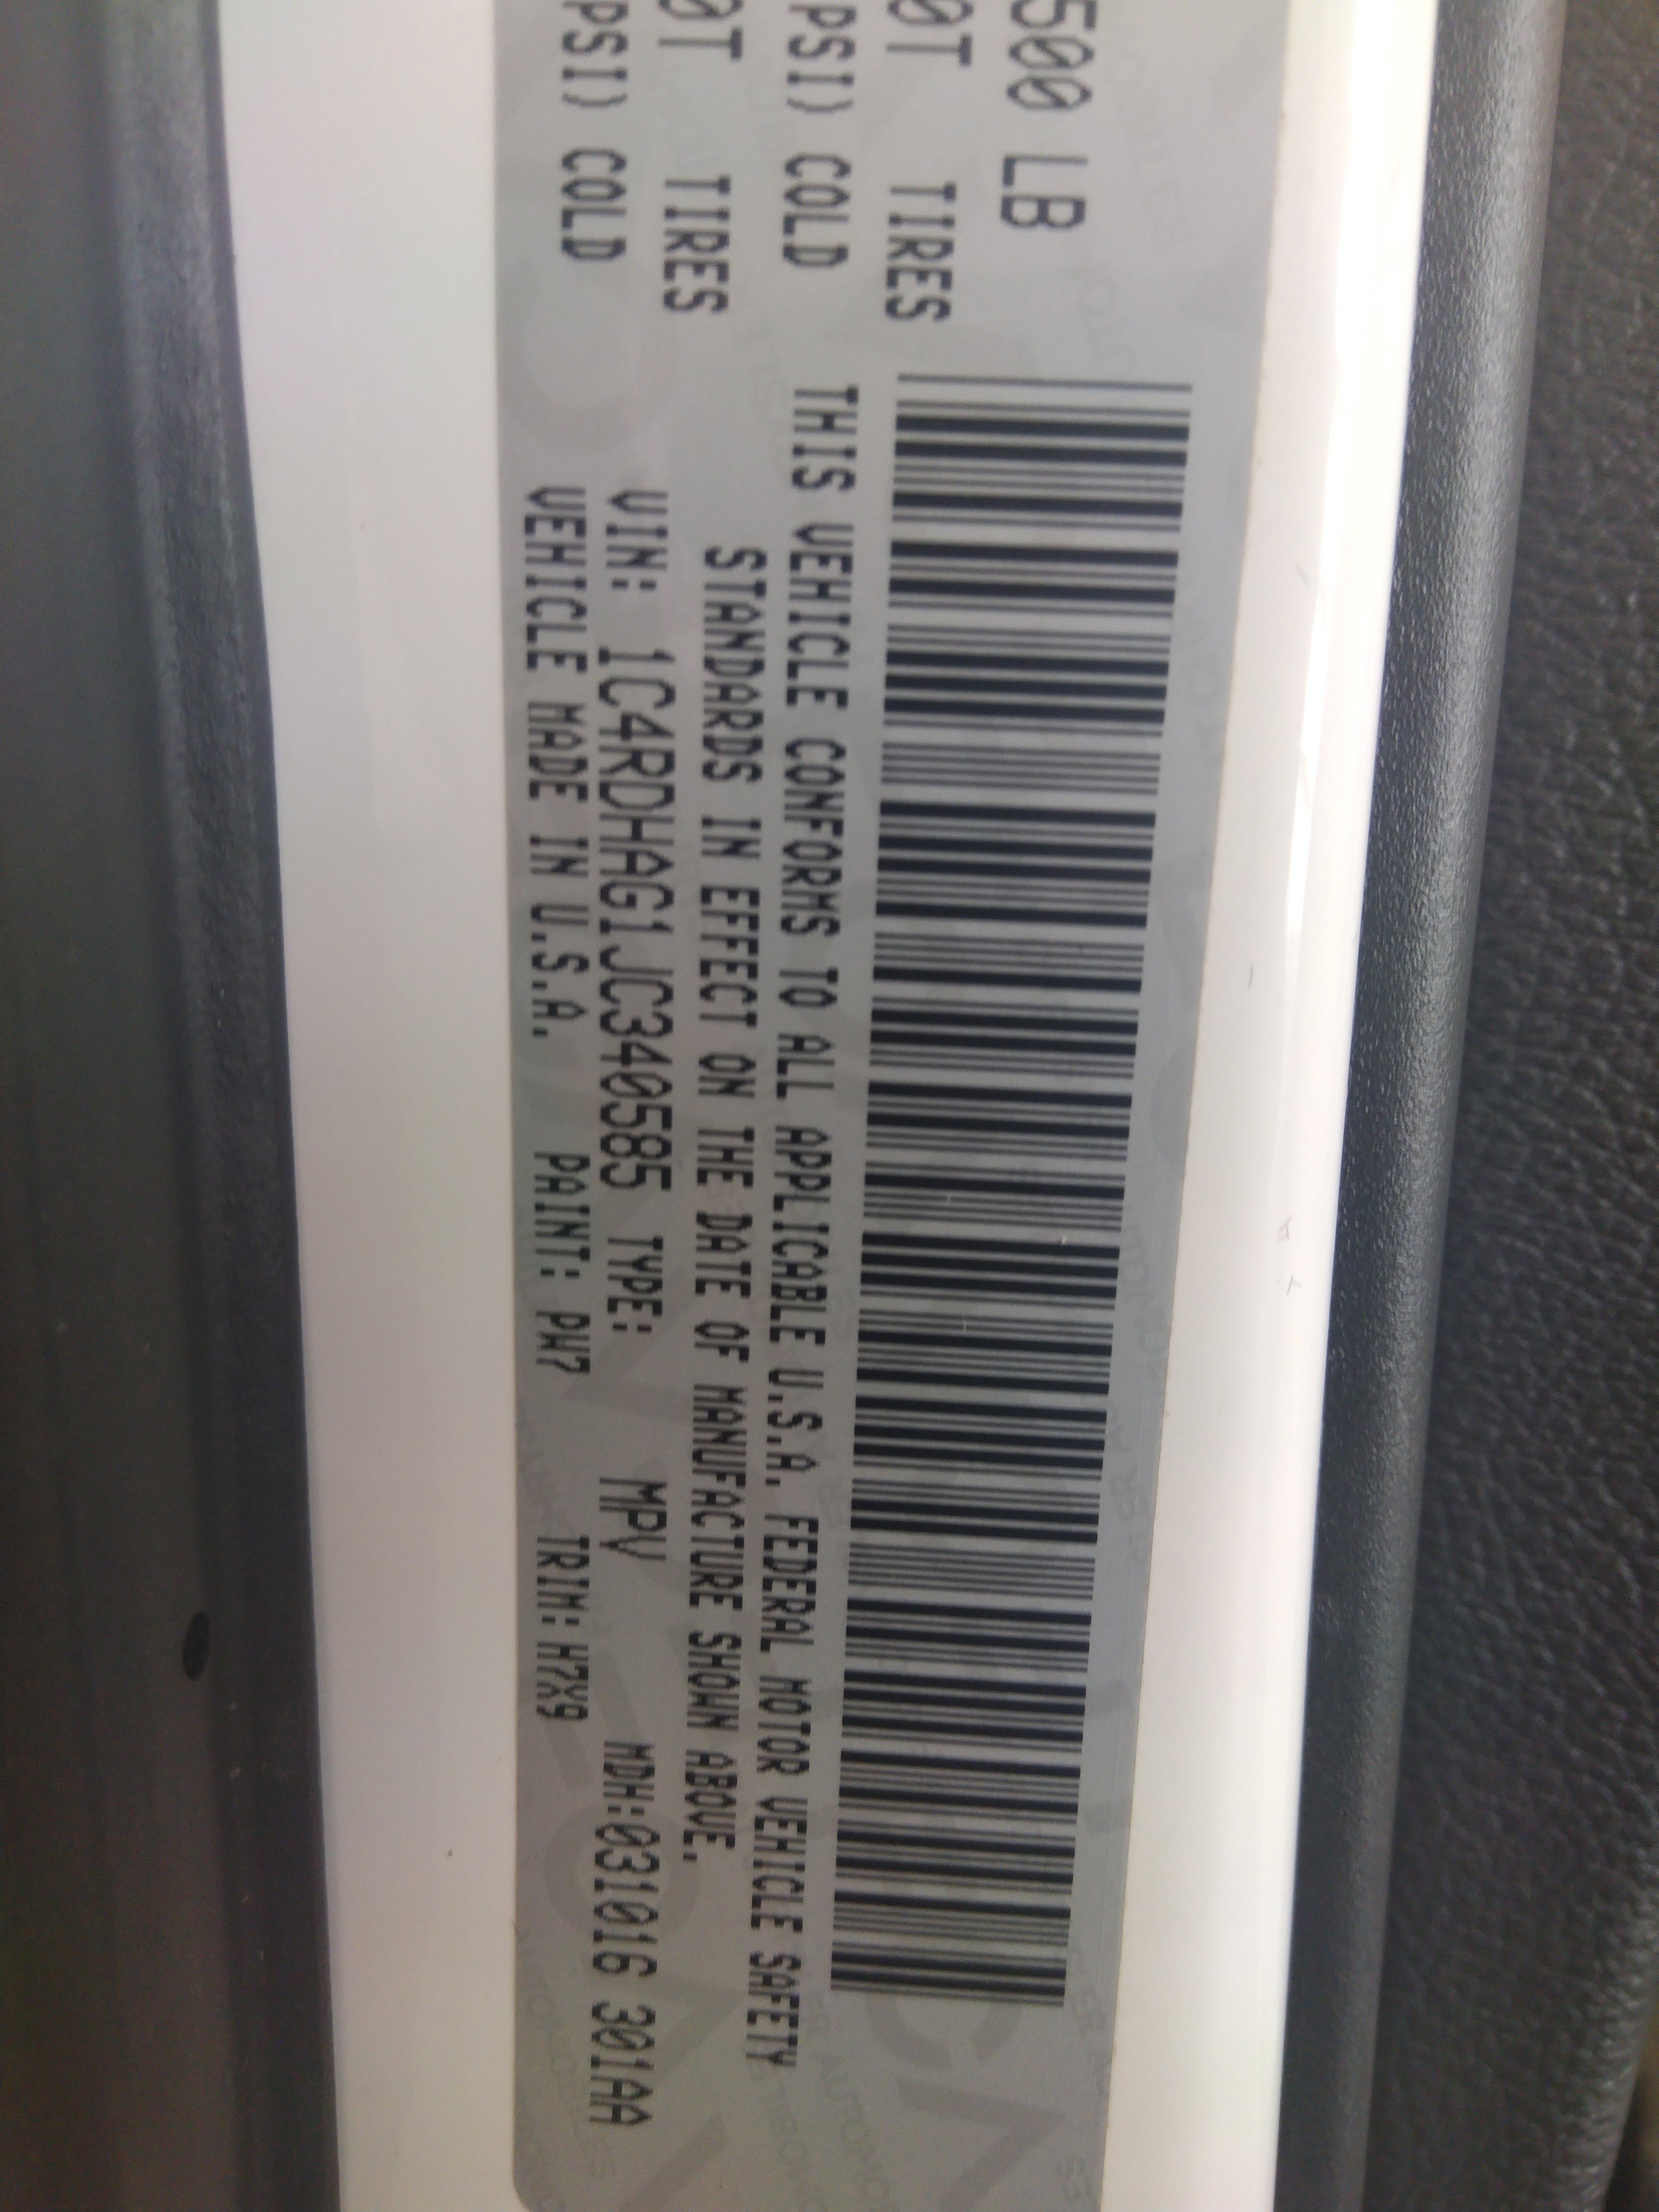 500 LB
0T TIRES
PSI) COLD
0T TIRES
PSI) COLD
THIS VEHICLE CONFORMS TO ALL APPLICABLE U.S.A. FEDERAL MOTOR VEHICLE SAFETY
STANDARDS IN EFFECT ON THE DATE OF MANUFACTURE SHOWN ABOVE.
VIN: 1C4RDHAG1JC340585 TYPE: MPV MDH:031016 301AA
VEHICLE MADE IN U.S.A. PAINT: PW7 TRIM: H7X9